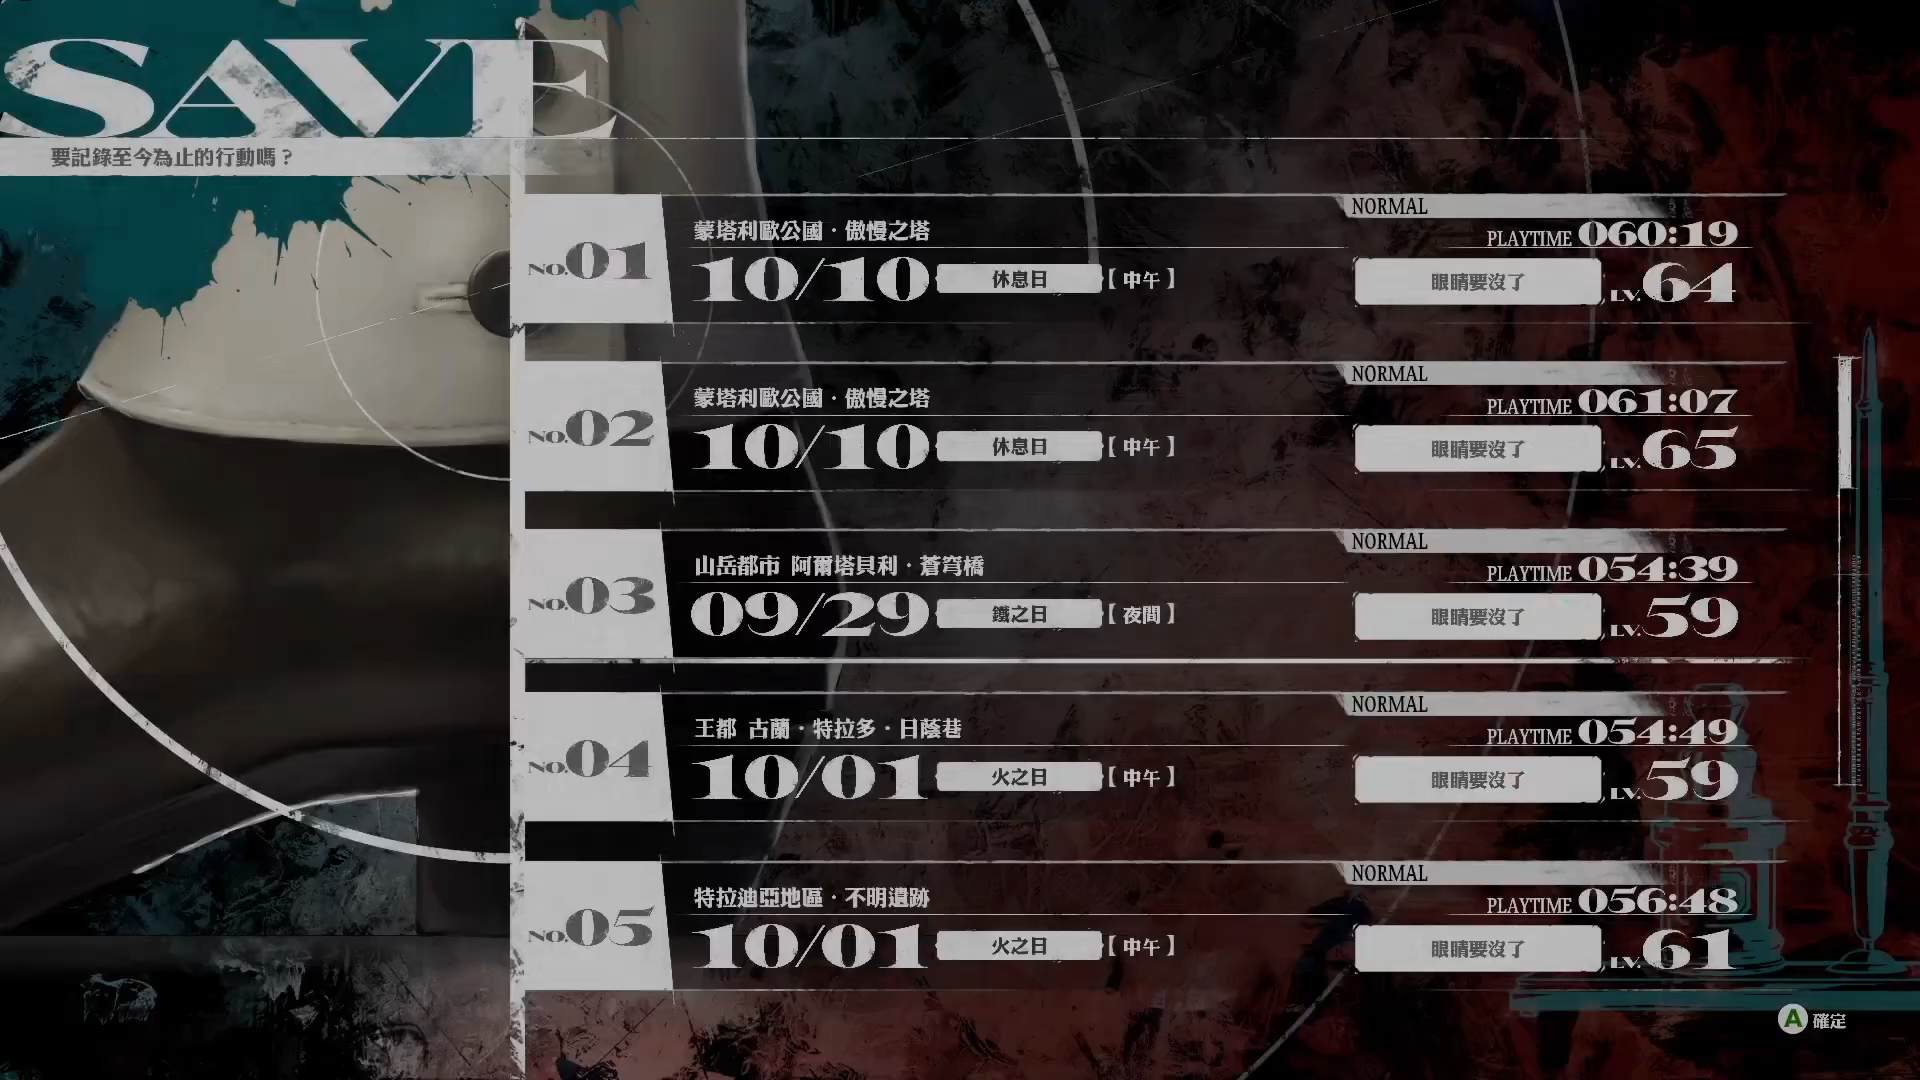 SAVE
要記錄至今為止的行動嗎？
NO.01
蒙塔利歐公國・傲慢之塔
10/10 休息日 【中午】
NORMAL
PLAYTIME 060:19
眼睛要沒了 LV.64
NO.02
蒙塔利歐公國・傲慢之塔
10/10 休息日 【中午】
NORMAL
PLAYTIME 061:07
眼睛要沒了 LV.65
NO.03
山岳都市 阿爾塔貝利・蒼穹橋
09/29 鐵之日 【夜間】
NORMAL
PLAYTIME 054:39
眼睛要沒了 LV.59
NO.04
王都 古蘭・特拉多・日蔭巷
10/01 火之日 【中午】
NORMAL
PLAYTIME 054:49
眼睛要沒了 LV.59
NO.05
特拉迪亞地區・不明遺跡
10/01 火之日 【中午】
NORMAL
PLAYTIME 056:48
眼睛要沒了 LV.61
A 確定